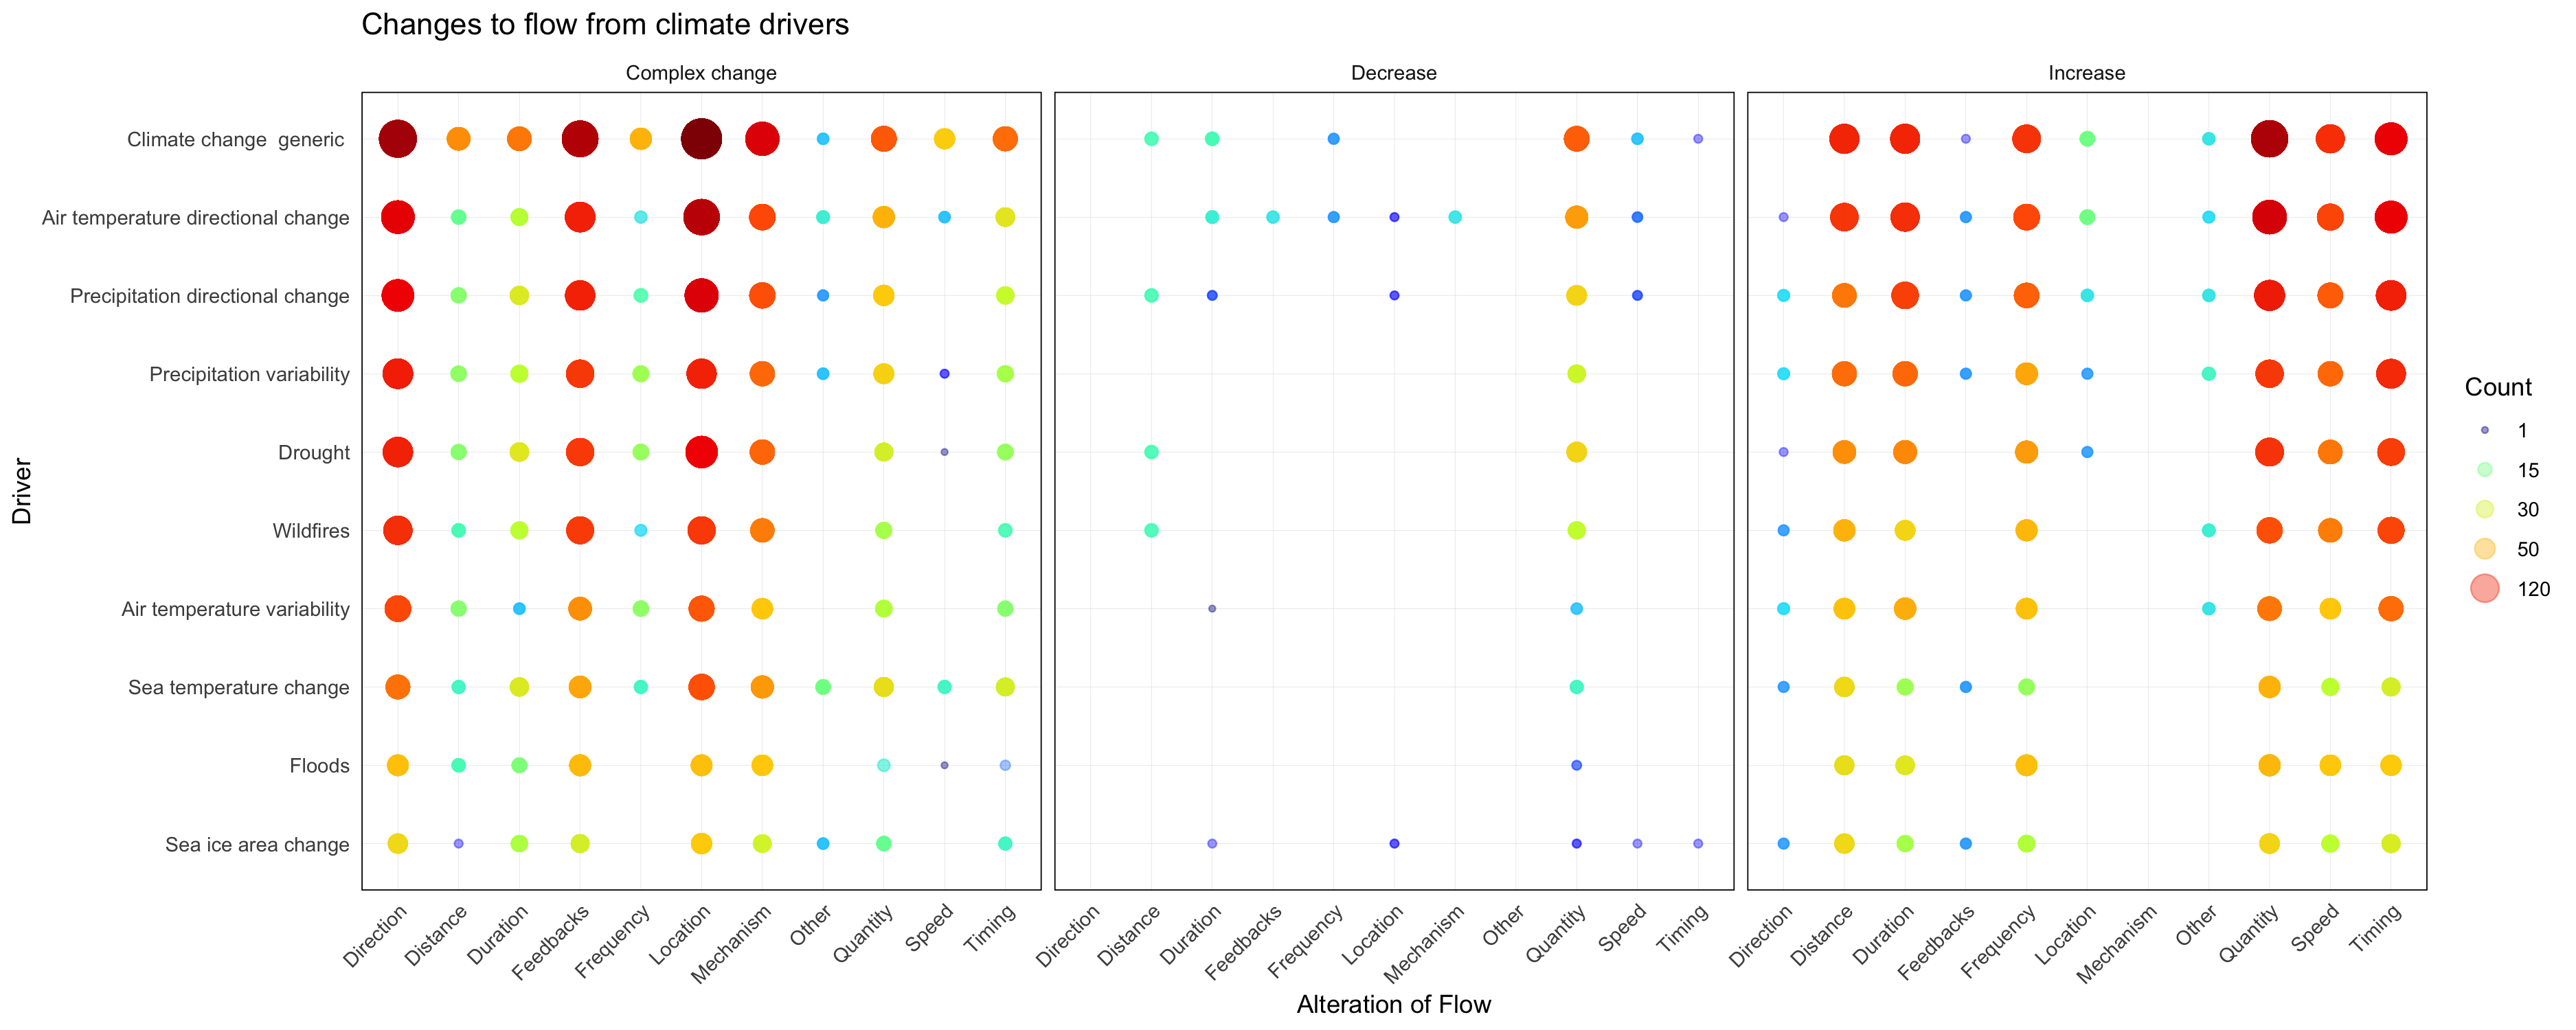 Changes to flow from climate drivers
Complex change
Decrease
Increase
Driver
Climate change  generic
Air temperature directional change
Precipitation directional change
Precipitation variability
Drought
Wildfires
Air temperature variability
Sea temperature change
Floods
Sea ice area change
Direction
Distance
Duration
Feedbacks
Frequency
Location
Mechanism
Other
Quantity
Speed
Timing
Direction
Distance
Duration
Feedbacks
Frequency
Location
Mechanism
Other
Quantity
Speed
Timing
Direction
Distance
Duration
Feedbacks
Frequency
Location
Mechanism
Other
Quantity
Speed
Timing
Alteration of Flow
Count
1
15
30
50
120